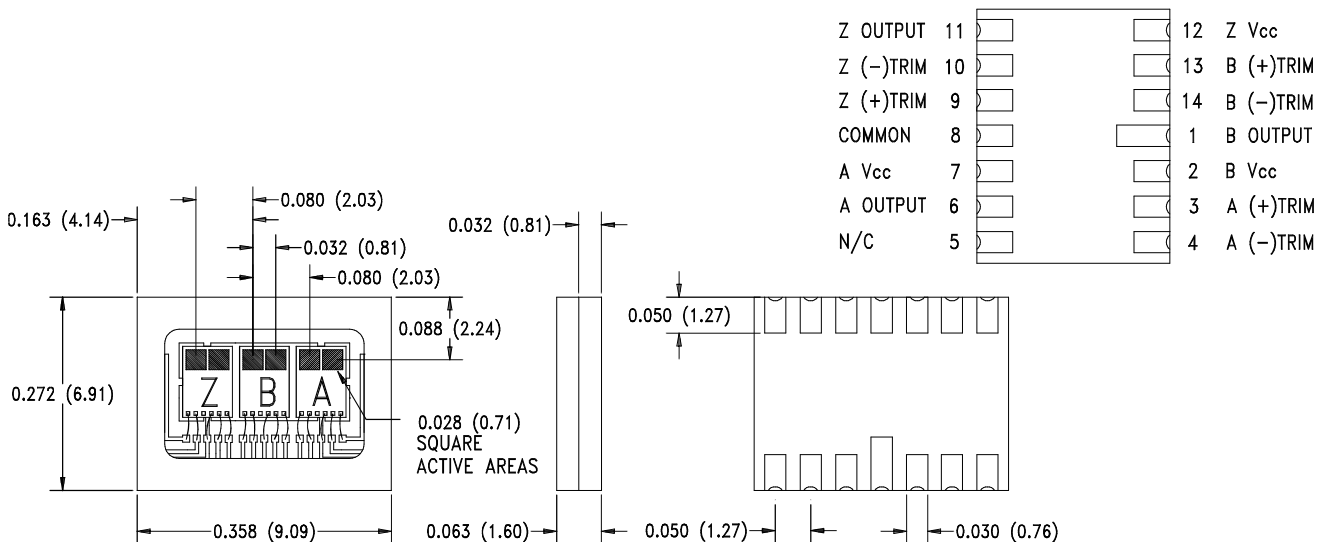 Z OUTPUT 11
Z (-)TRIM 10
Z (+)TRIM 9
COMMON 8
A Vcc 7
A OUTPUT 6
N/C 5
12 Z Vcc
13 B (+)TRIM
14 B (-)TRIM
1 B OUTPUT
2 B Vcc
3 A (+)TRIM
4 A (-)TRIM
0.080 (2.03)
0.163 (4.14)
0.032 (0.81)
0.080 (2.03)
0.088 (2.24)
0.272 (6.91)
Z B A
0.028 (0.71)
SQUARE
ACTIVE AREAS
0.358 (9.09)
0.032 (0.81)
0.063 (1.60)
0.050 (1.27)
0.050 (1.27)
0.030 (0.76)